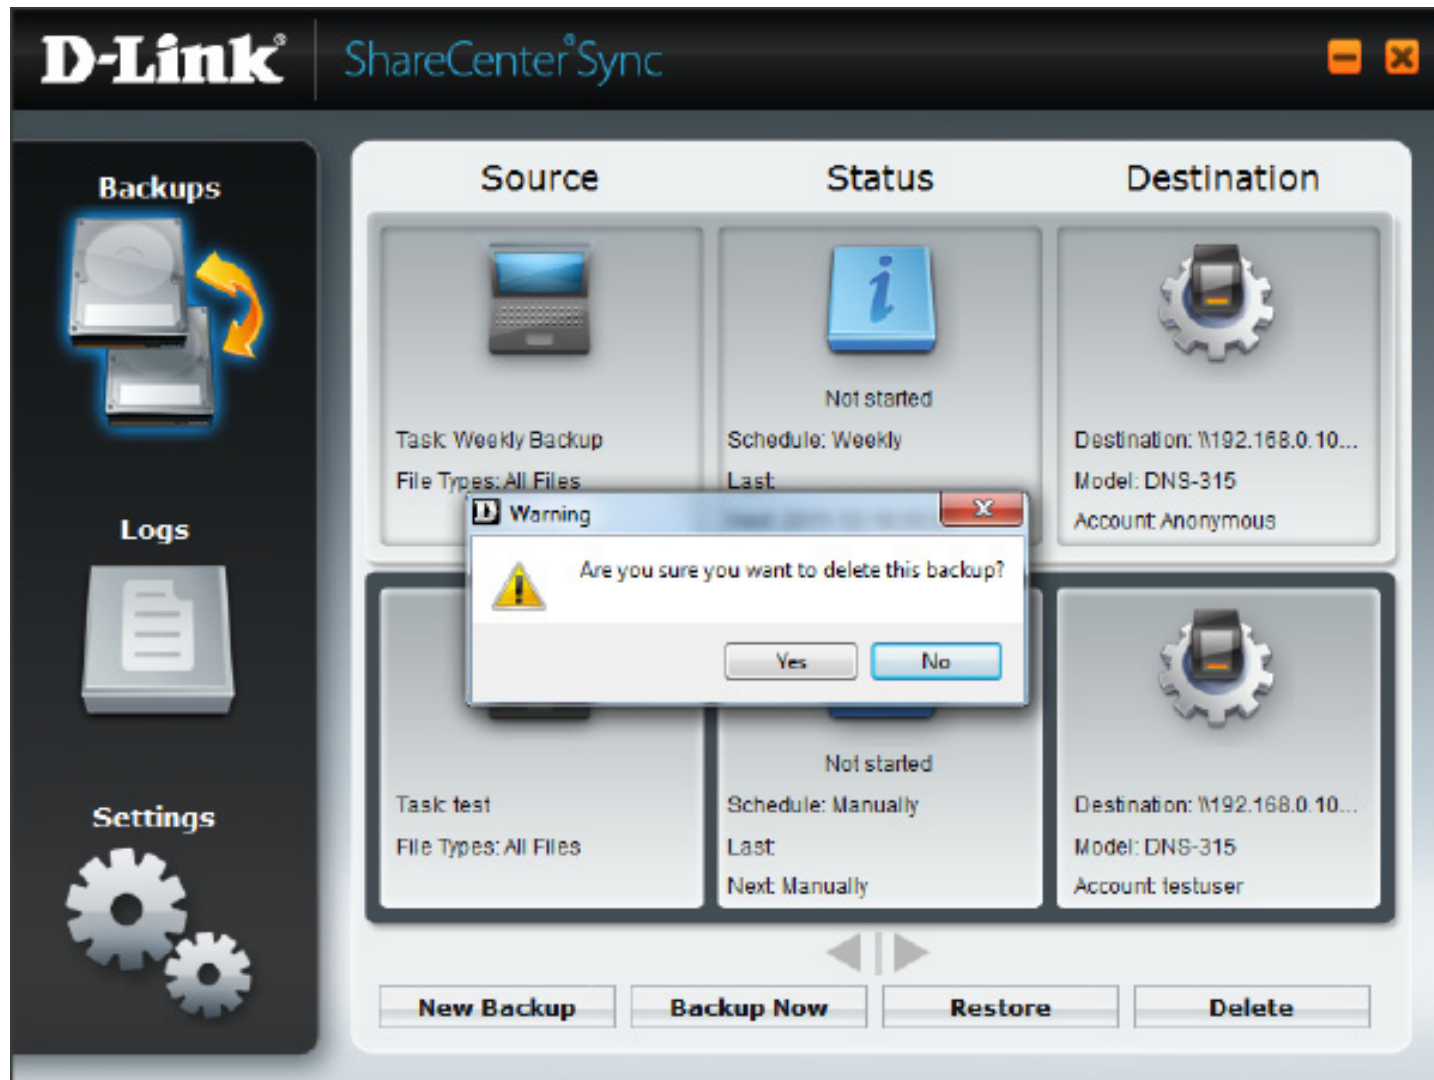 D-Link®
ShareCenter® Sync
Backups
Logs
Settings
Source
Status
Destination
Not started
Task: Weekly Backup
File Types: All Files
Schedule: Weekly
Last:
Destination: \\192.168.0.10...
Model: DNS-315
Account: Anonymous
Warning
Are you sure you want to delete this backup?
Yes
No
Not started
Task: test
File Types: All Files
Schedule: Manually
Last:
Next: Manually
Destination: \\192.168.0.10...
Model: DNS-315
Account: testuser
New Backup
Backup Now
Restore
Delete